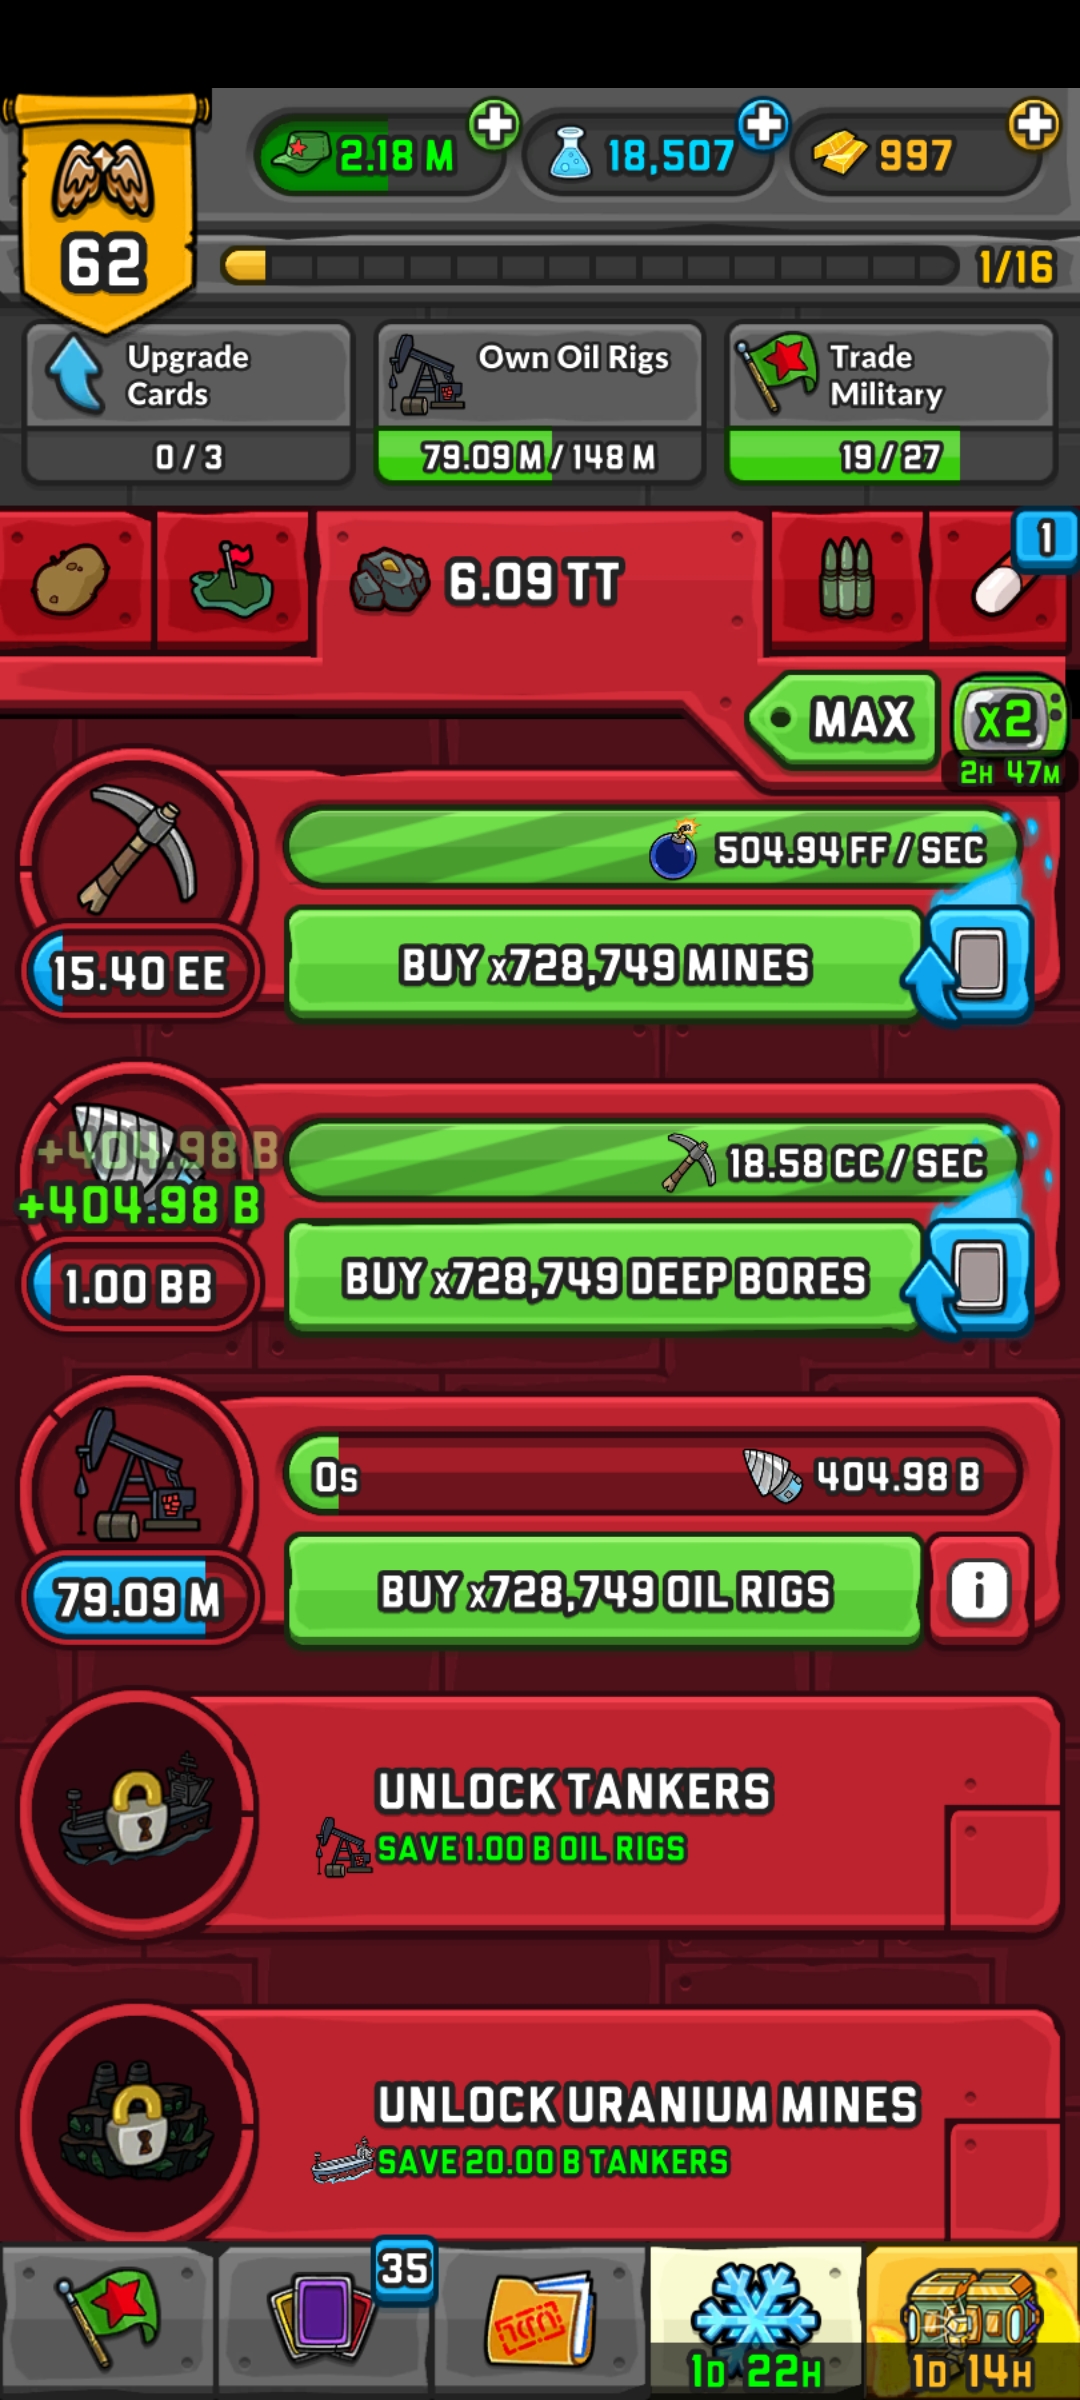 62
2.18 M
18,507
997
1/16
Upgrade
Cards
0 / 3
Own Oil Rigs
79.09 M / 148 M
Trade
Military
19 / 27
6.09 TT
1
MAX
x2
2H 47M
504.94 FF / SEC
15.40 EE
BUY x728,749 MINES
18.58 CC / SEC
+404.98 B
+404.98 B
1.00 BB
BUY x728,749 DEEP BORES
0s
404.98 B
79.09 M
BUY x728,749 OIL RIGS
i
UNLOCK TANKERS
SAVE 1.00 B OIL RIGS
UNLOCK URANIUM MINES
SAVE 20.00 B TANKERS
35
1D 22H
1D 14H